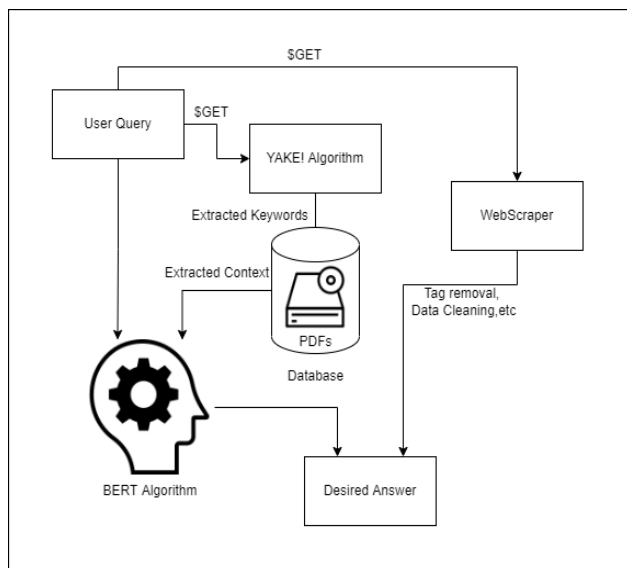 $GET
User Query
$GET
YAKE! Algorithm
WebScraper
Extracted Keywords
Extracted Context
Tag removal,
Data Cleaning,etc
PDFs
Database
BERT Algorithm
Desired Answer